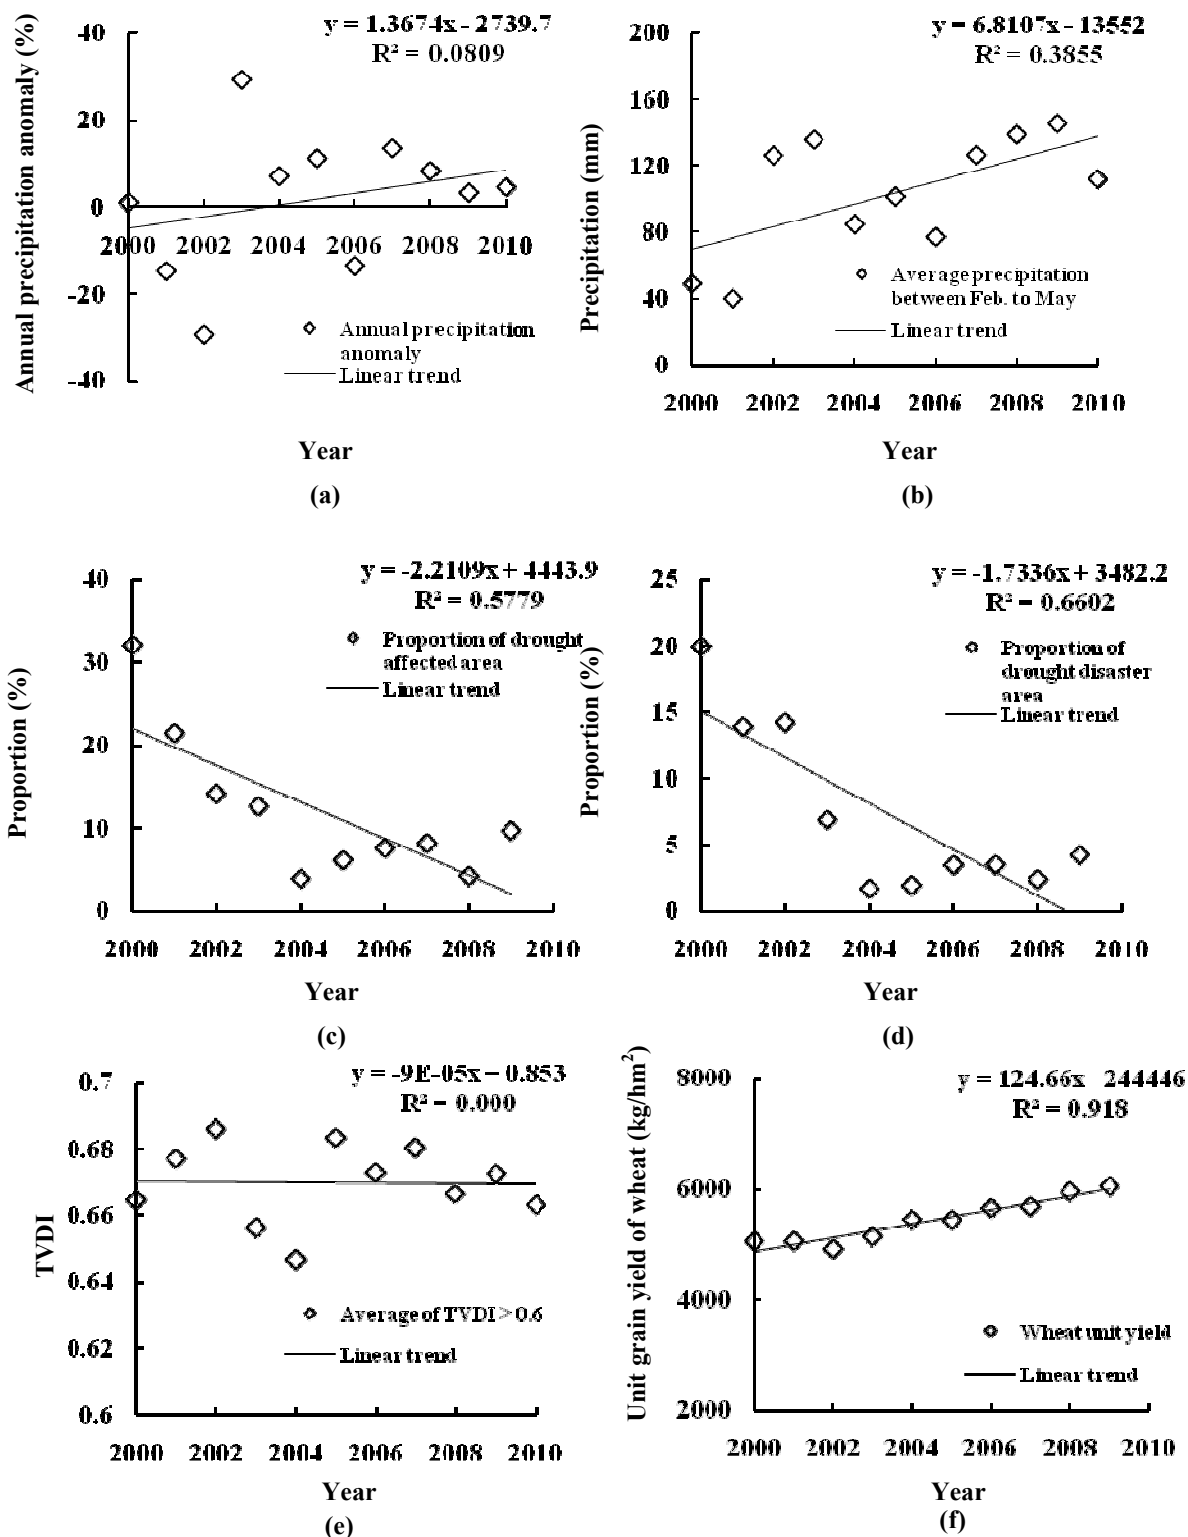 y = 1.3674x - 2739.7
R² = 0.0809
Annual precipitation anomaly (%)
40
20
0
-20
-40
2000 2002 2004 2006 2008 2010
Annual precipitation
anomaly
Linear trend
Year
(a)
y = 6.8107x - 13552
R² = 0.3855
Precipitation (mm)
200
160
120
80
40
0
Average precipitation
between Feb. to May
Linear trend
2000 2002 2004 2006 2008 2010
Year
(b)
y = -2.2109x + 4443.9
R² = 0.5779
Proportion (%)
40
30
20
10
0
Proportion of drought
affected area
Linear trend
2000 2002 2004 2006 2008 2010
Year
(c)
y = -1.7336x + 3482.2
R² = 0.6602
Proportion (%)
25
20
15
10
5
0
Proportion of
drought disaster
area
Linear trend
2000 2002 2004 2006 2008 2010
Year
(d)
y = -9E-05x - 0.853
R² = 0.000
TVDI
0.7
0.68
0.66
0.64
0.62
0.6
Average of TVDI > 0.6
Linear trend
2000 2002 2004 2006 2008 2010
Year
(e)
y = 124.66x 244446
R² = 0.918
Unit grain yield of wheat (kg/hm²)
8000
6000
4000
2000
Wheat unit yield
Linear trend
2000 2002 2004 2006 2008 2010
Year
(f)